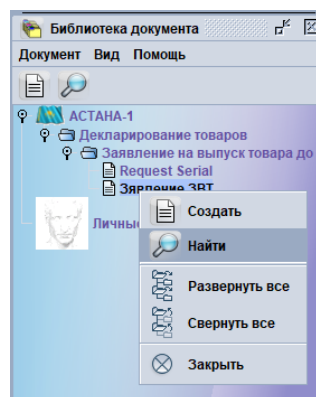 Библиотека документа
Документ Вид Помощь
АСТАНА-1
Декларирование товаров
Заявление на выпуск товара до
Request Serial
Зявление ЗВТ
Личны
Создать
Найти
Развернуть все
Свернуть все
Закрыть